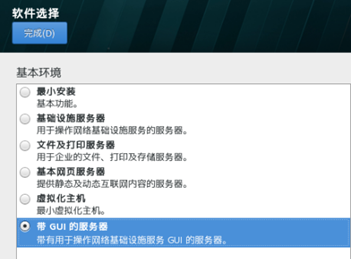 软件选择
完成(D)
基本环境
最小安装
基本功能。
基础设施服务器
用于操作网络基础设施服务的服务器。
文件及打印服务器
用于企业的文件、打印及存储服务器。
基本网页服务器
提供静态及动态互联网内容的服务器。
虚拟化主机
最小虚拟化主机。
带 GUI 的服务器
带有用于操作网络基础设施服务 GUI 的服务器。